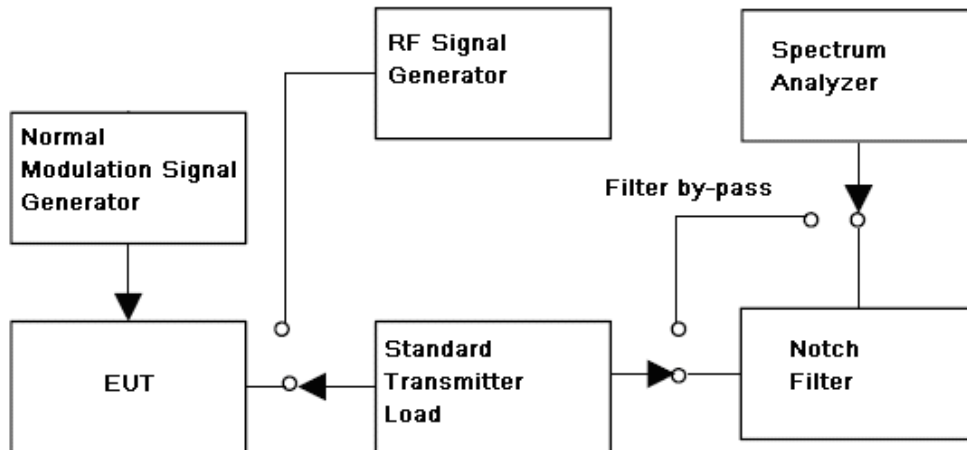 RF Signal
Generator
Spectrum
Analyzer
Normal
Modulation Signal
Generator
Filter by-pass
EUT
Standard
Transmitter
Load
Notch
Filter